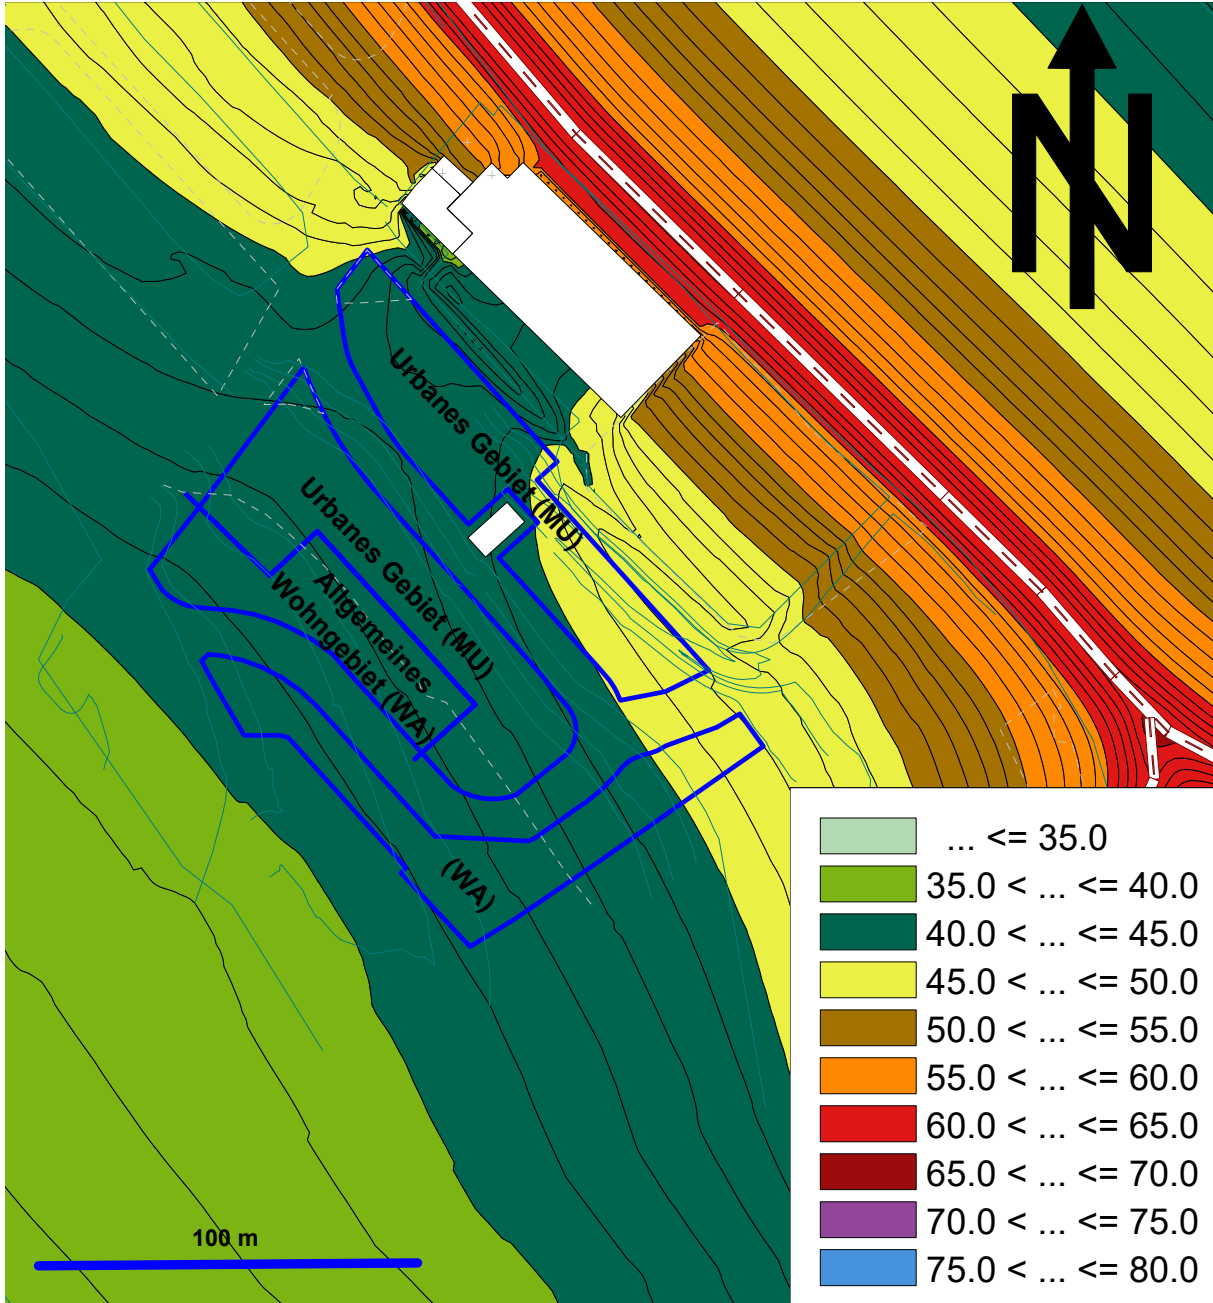 N
Urbanes Gebiet (MU)
Urbanes Gebiet (MU)
Allgemeines
Wohngebiet (WA)
(WA)
100 m
... <= 35.0
35.0 < ... <= 40.0
40.0 < ... <= 45.0
45.0 < ... <= 50.0
50.0 < ... <= 55.0
55.0 < ... <= 60.0
60.0 < ... <= 65.0
65.0 < ... <= 70.0
70.0 < ... <= 75.0
75.0 < ... <= 80.0